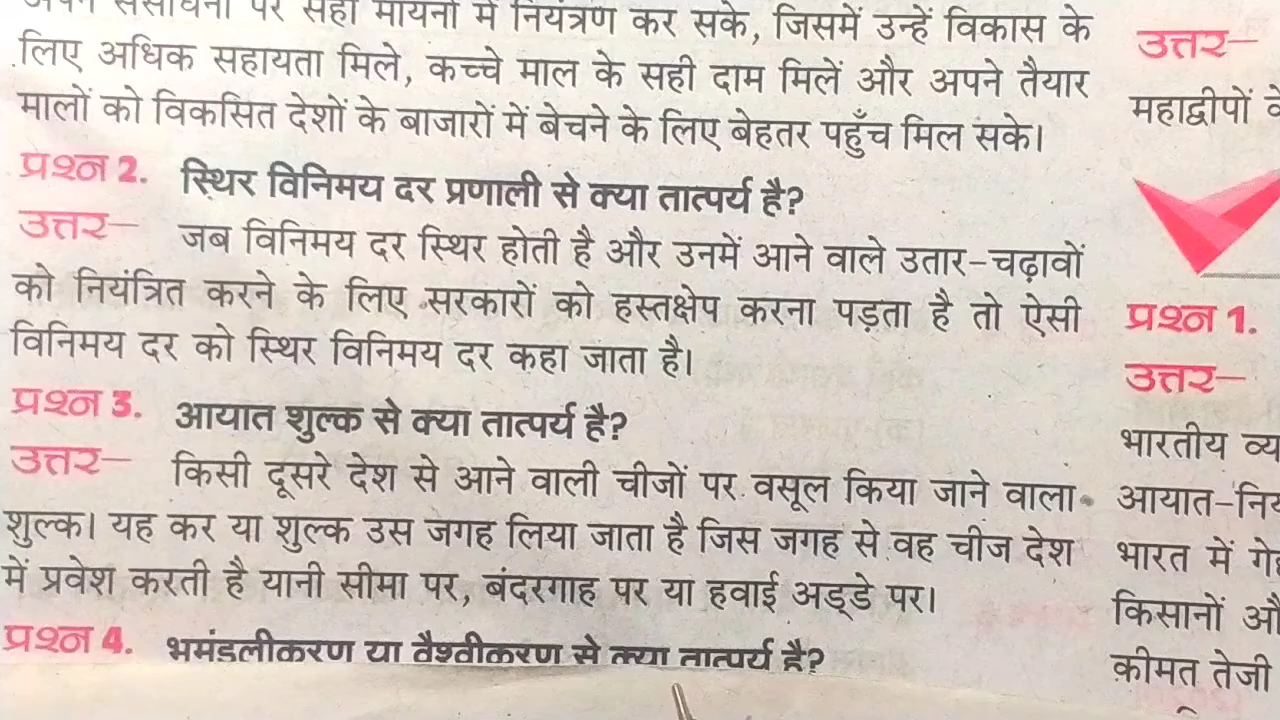 अपने संसाधनों पर सही मायनों में नियंत्रण कर सके, जिसमें उन्हें विकास के
लिए अधिक सहायता मिले, कच्चे माल के सही दाम मिलें और अपने तैयार
मालों को विकसित देशों के बाजारों में बेचने के लिए बेहतर पहुँच मिल सके।
प्रश्न 2. स्थिर विनिमय दर प्रणाली से क्या तात्पर्य है?
उत्तर– जब विनिमय दर स्थिर होती है और उनमें आने वाले उतार-चढ़ावों
को नियंत्रित करने के लिए सरकारों को हस्तक्षेप करना पड़ता है तो ऐसी
विनिमय दर को स्थिर विनिमय दर कहा जाता है।
प्रश्न 3. आयात शुल्क से क्या तात्पर्य है?
उत्तर– किसी दूसरे देश से आने वाली चीजों पर वसूल किया जाने वाला
शुल्क। यह कर या शुल्क उस जगह लिया जाता है जिस जगह से वह चीज देश
में प्रवेश करती है यानी सीमा पर, बंदरगाह पर या हवाई अड्डे पर।
प्रश्न 4. भूमंडलीकरण या वैश्वीकरण से क्या तात्पर्य है?
उत्तर–
महाद्वीपों
प्रश्न 1.
उत्तर–
भारतीय
आयात-
भारत में
किसानों
कीमत तेजी